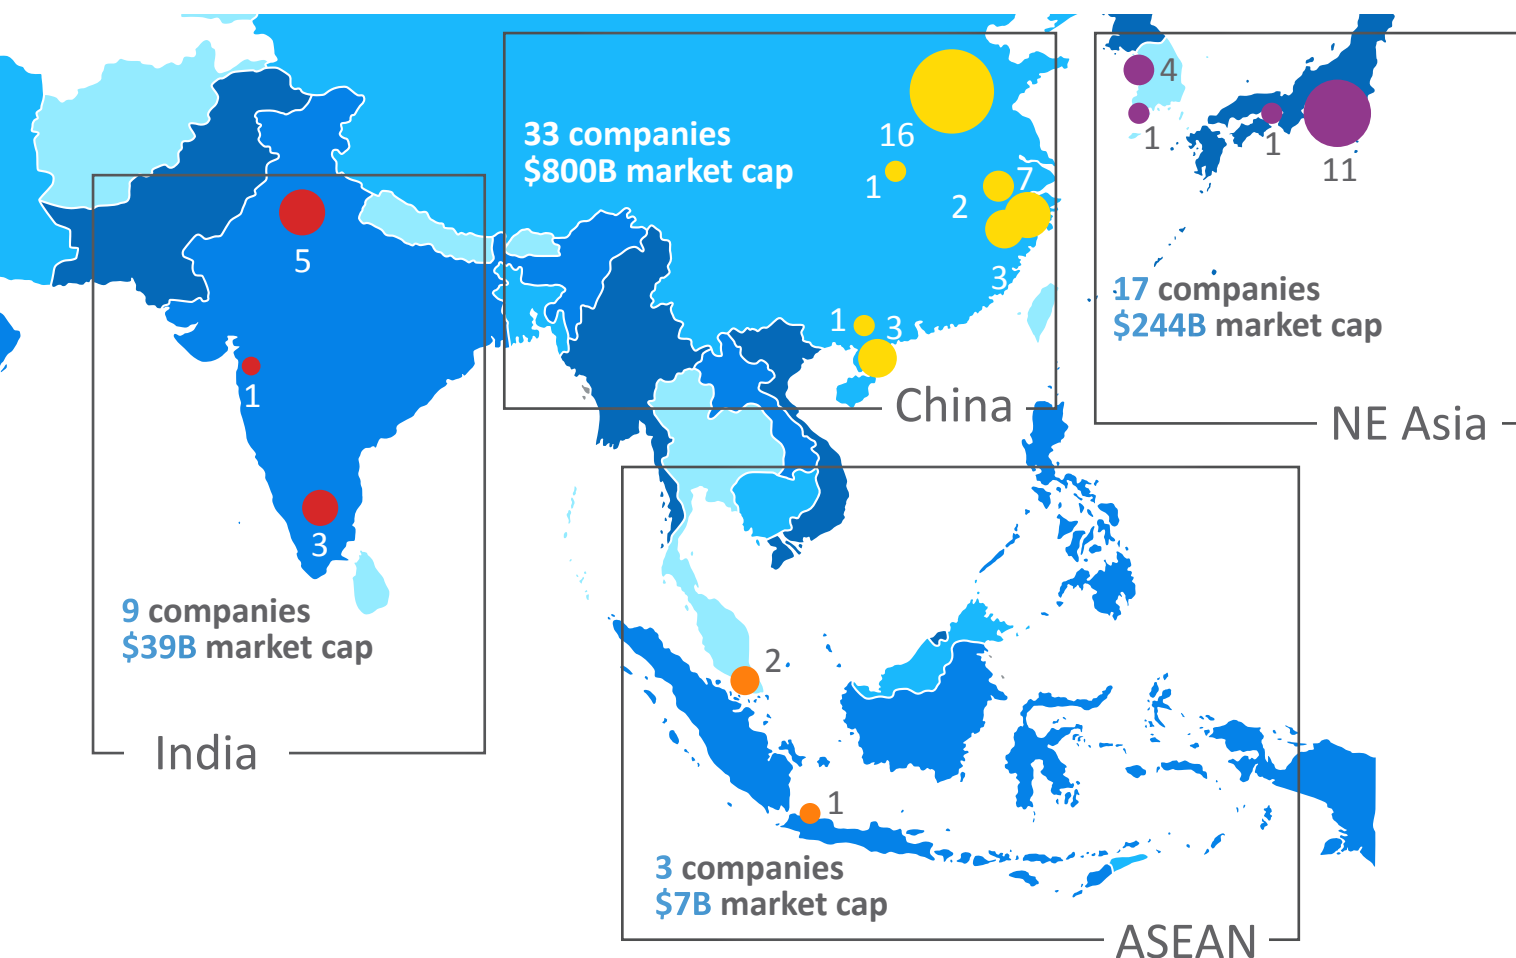 4
1
1
11
17 companies
$244B market cap
NE Asia
33 companies
$800B market cap
16
1
7
2
3
1
3
China
5
1
3
9 companies
$39B market cap
India
2
1
3 companies
$7B market cap
ASEAN